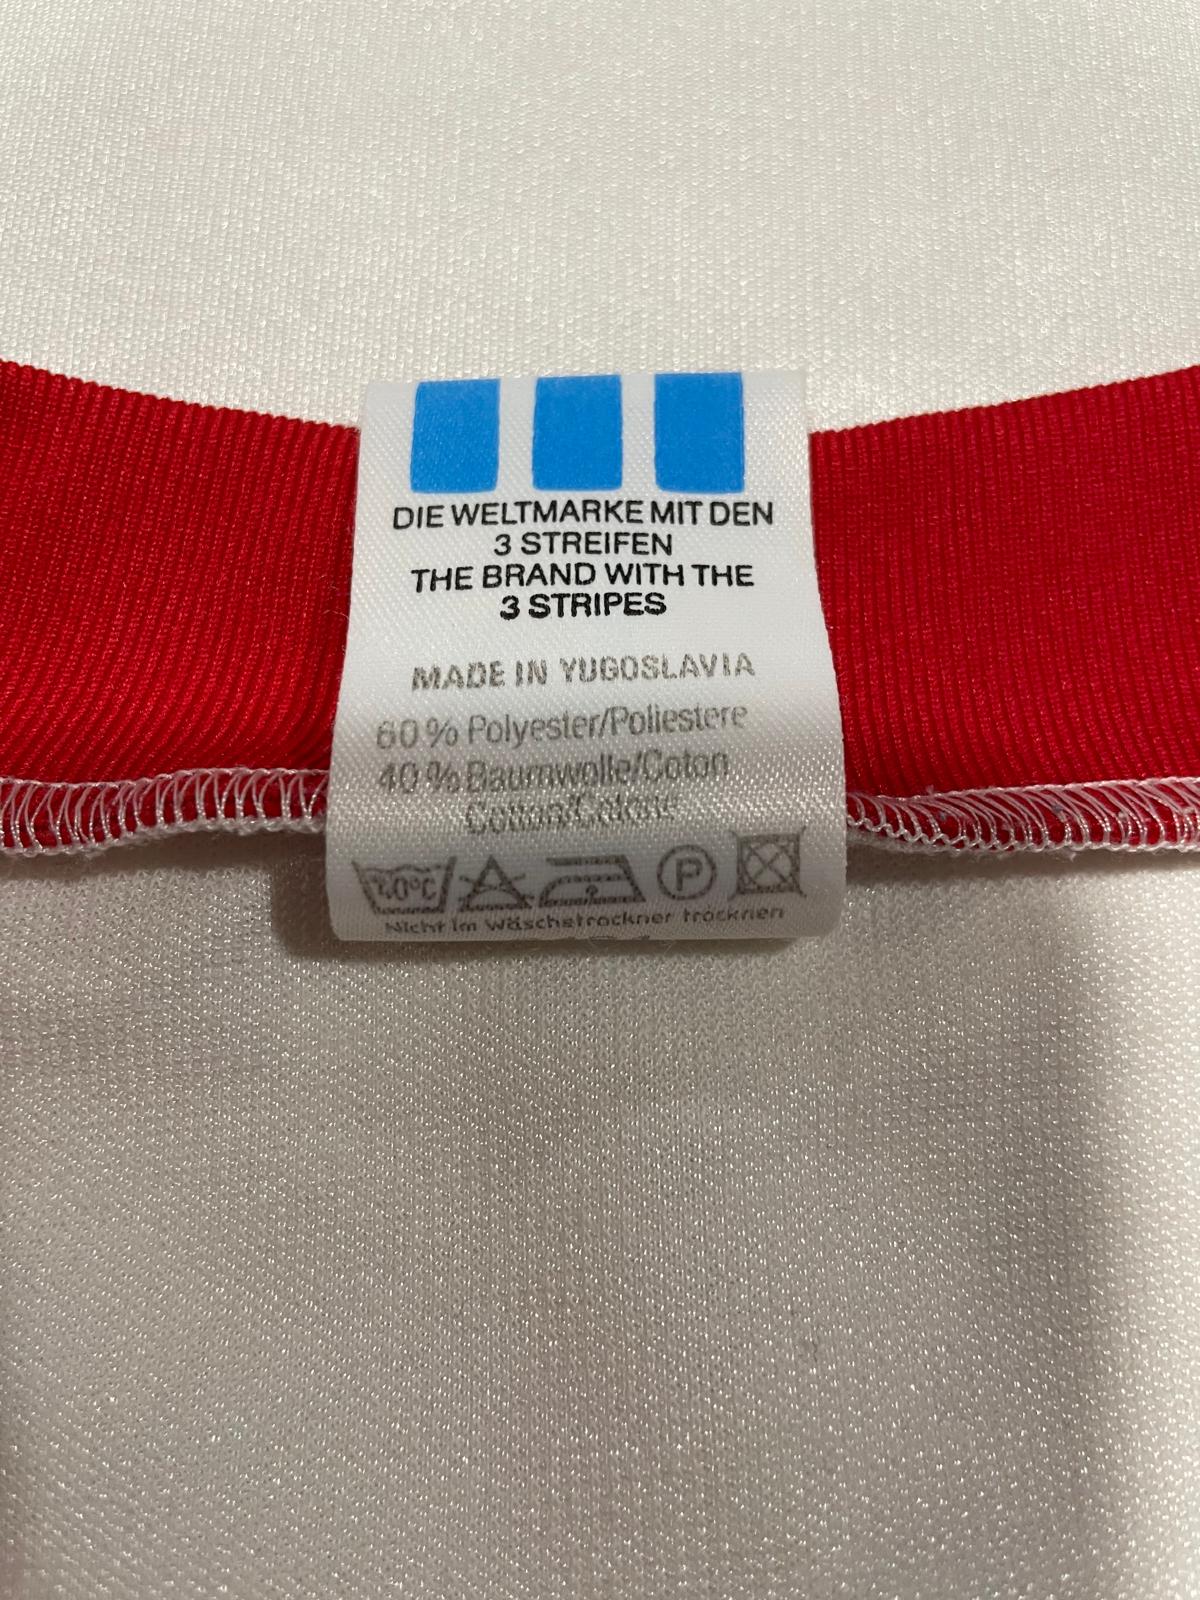 DIE WELTMARKE MIT DEN
3 STREIFEN
THE BRAND WITH THE
3 STRIPES
MADE IN YUGOSLAVIA
60% Polyester/Poliestere
40% Baumwolle/Coton
Cotton/Cotone
40°C P
Nicht im Wäschetrockner trocknen